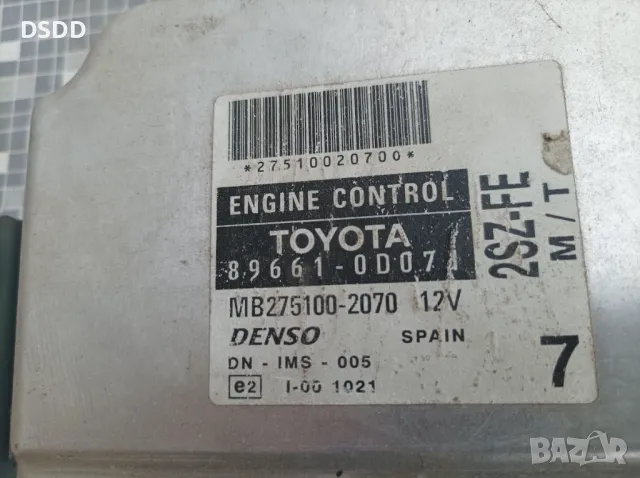 DSDD
*27510020700*
ENGINE CONTROL
TOYOTA
89661-0D071
MB275100-2070 12V
DENSO SPAIN
DN - IMS - 005
e2 I-00 1021
2SZ-FE
M/T
7
BAZAR